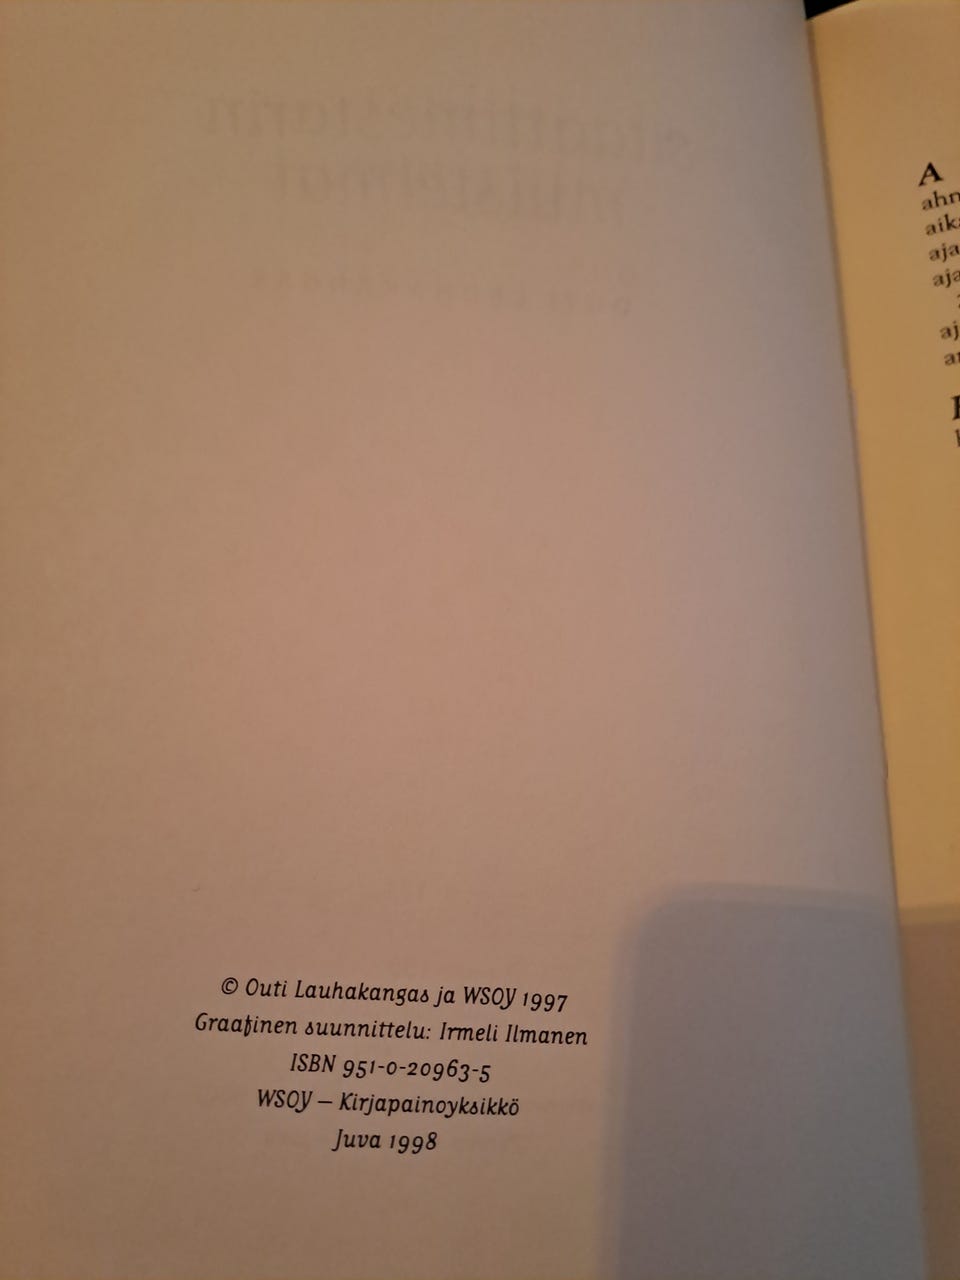 © Outi Lauhakangas ja WSOY 1997
Graafinen suunnittelu: Irmeli Ilmanen
ISBN 951-0-20963-5
WSOY – Kirjapainoyksikkö
Juva 1998
A